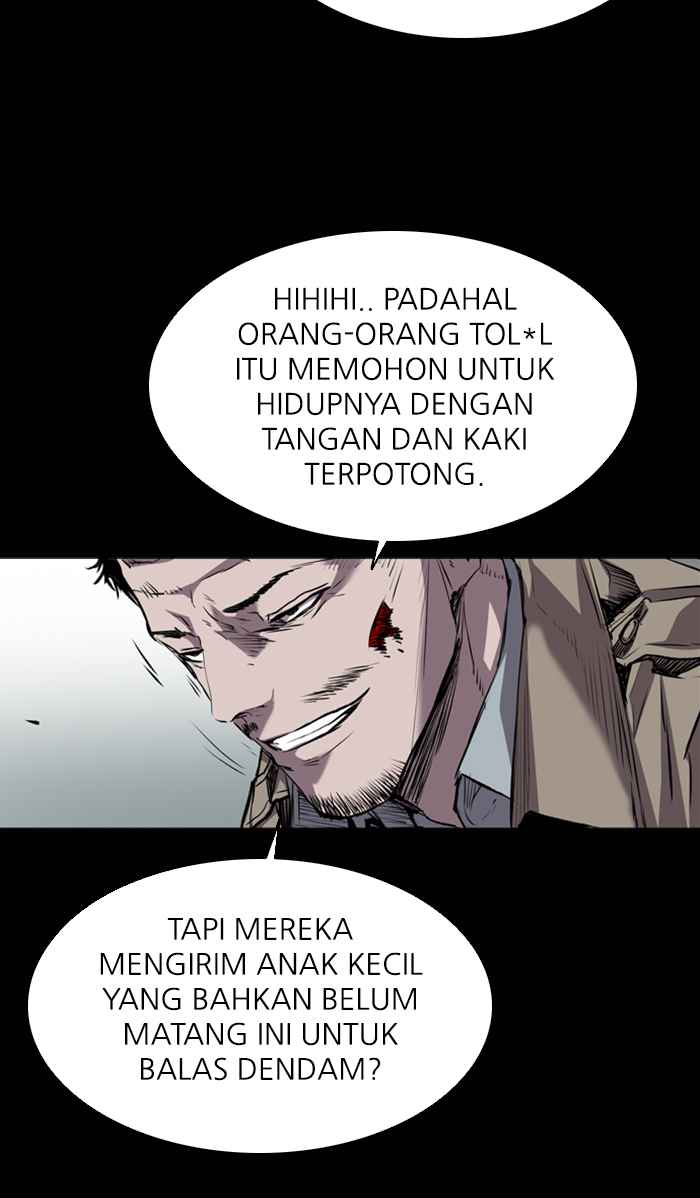 HIHIHI.. PADAHAL
ORANG-ORANG TOL*L
ITU MEMOHON UNTUK
HIDUPNYA DENGAN
TANGAN DAN KAKI
TERPOTONG.
TAPI MEREKA
MENGIRIM ANAK KECIL
YANG BAHKAN BELUM
MATANG INI UNTUK
BALAS DENDAM?